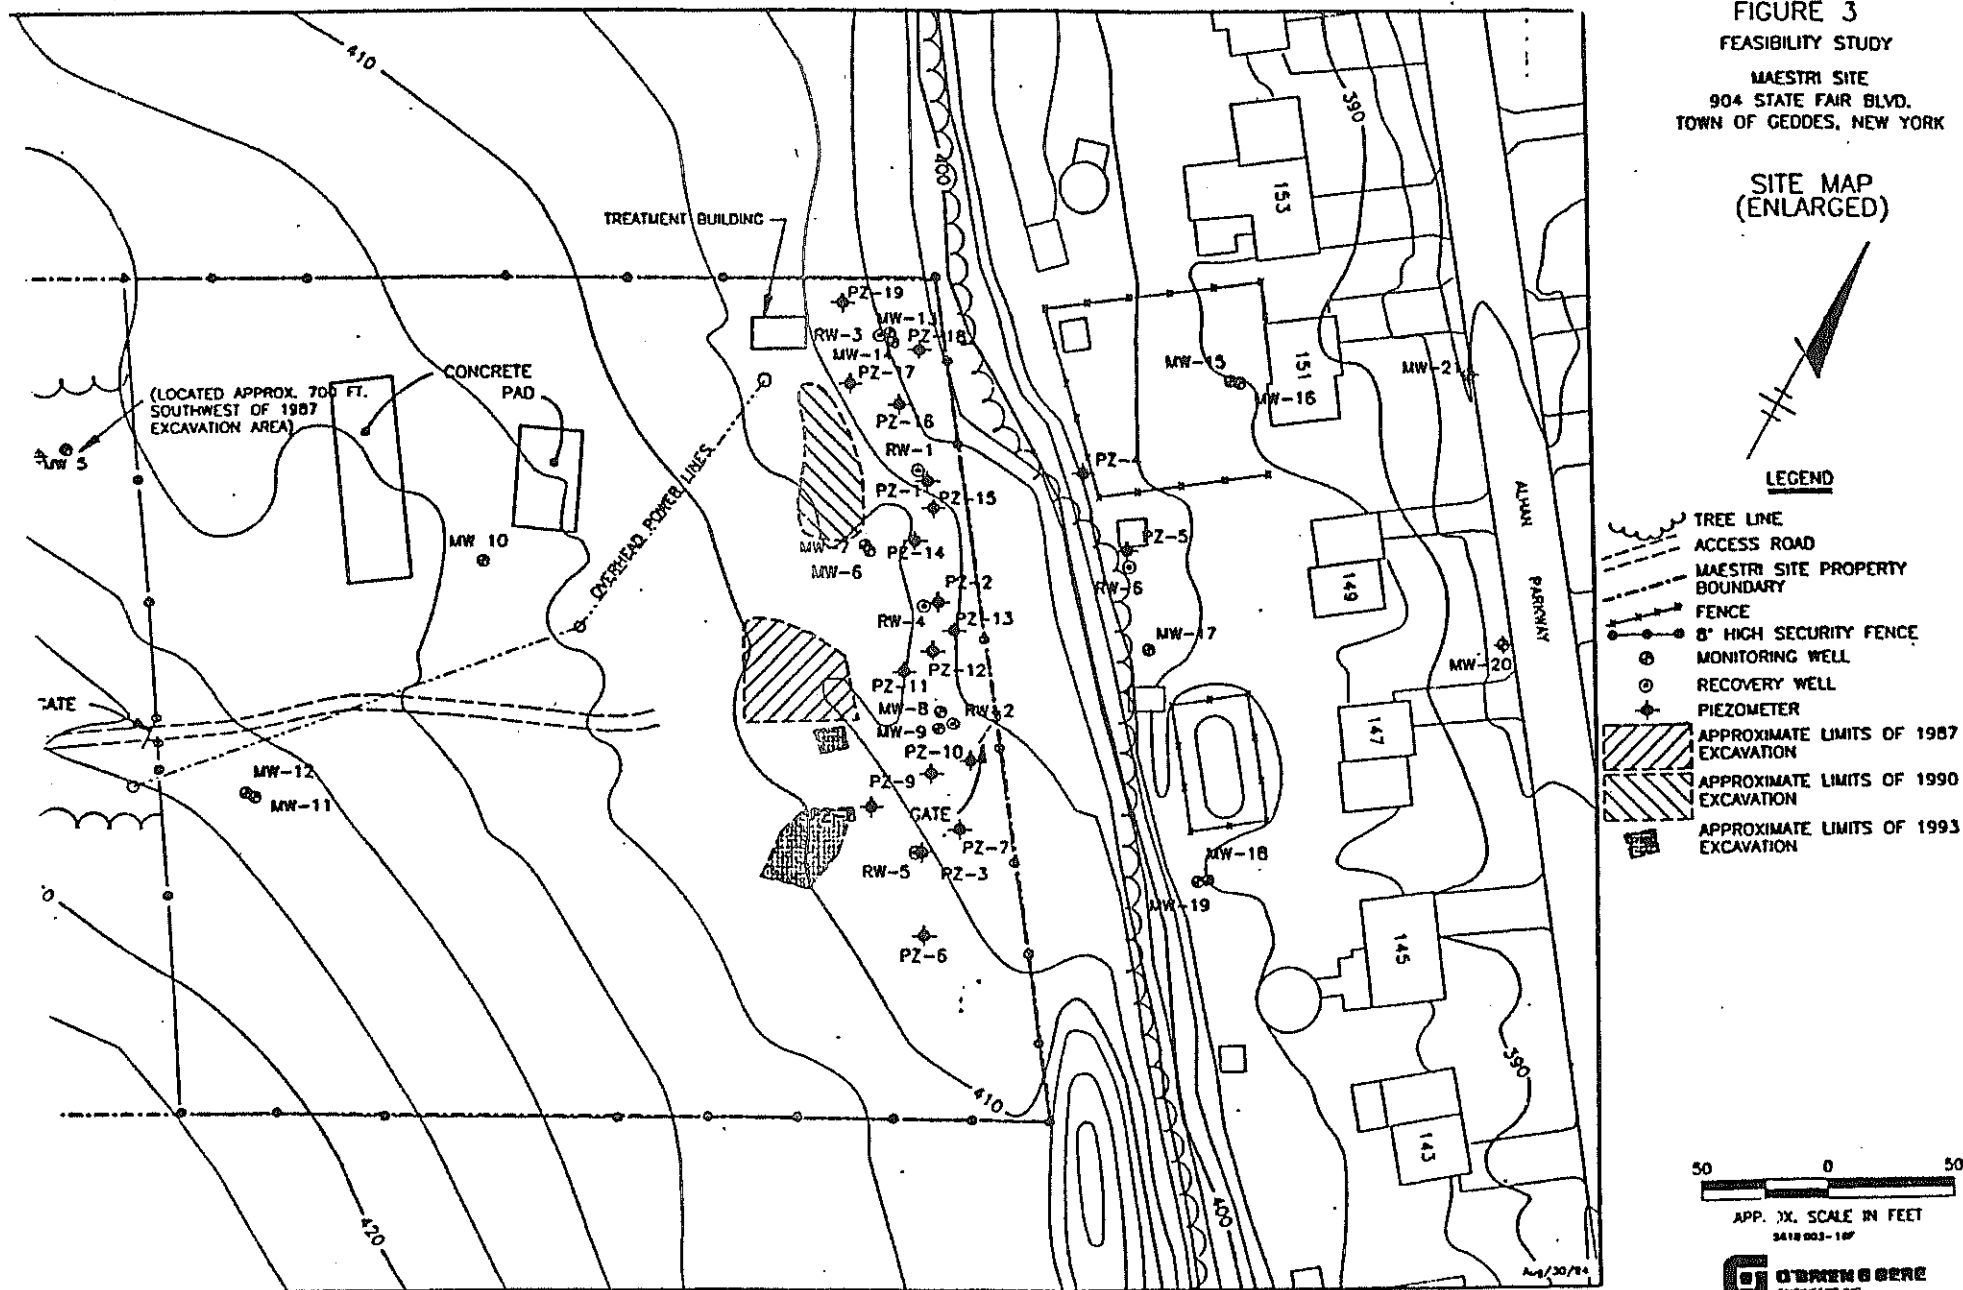 FIGURE 3
FEASIBILITY STUDY
MAESTRI SITE
904 STATE FAIR BLVD.
TOWN OF GEDDES, NEW YORK
SITE MAP
(ENLARGED)
LEGEND
TREE LINE
ACCESS ROAD
MAESTRI SITE PROPERTY
BOUNDARY
FENCE
8' HIGH SECURITY FENCE
MONITORING WELL
RECOVERY WELL
PIEZOMETER
APPROXIMATE LIMITS OF 1987
EXCAVATION
APPROXIMATE LIMITS OF 1990
EXCAVATION
APPROXIMATE LIMITS OF 1993
EXCAVATION
50 0 50
SCALE IN FEET
O'BRIEN & GERE
410
400
390
TREATMENT BUILDING
PZ-19
MW-13
RW-3
PZ-18
MW-14
PZ-17
PZ-16
153
151
MW-15
MW-16
MW-21
CONCRETE
PAD
(LOCATED APPROX. 700 FT.
SOUTHWEST OF 1987
EXCAVATION AREA)
MW 5
OVERHEAD POWER LINES
RW-1
PZ-1
PZ-15
PZ-4
MW 10
MW-7
MW-6
PZ-14
PZ-5
PZ-2
RW-6
RW-4
PZ-13
149
ALHAN
PARKWAY
MW-17
MW-20
PZ-12
PZ-11
MW-8
RW-2
MW-9
147
PZ-10
MW-12
MW-11
PZ-9
GATE
PZ-7
RW-5
PZ-3
MW-18
MW-19
PZ-6
145
390
410
143
400
420